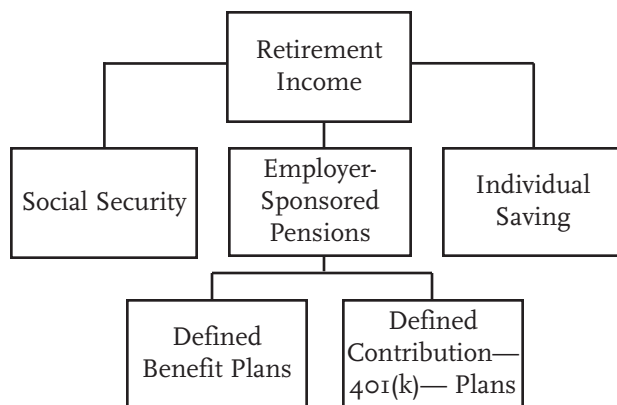 Retirement
Income
Social Security
Employer-
Sponsored
Pensions
Individual
Saving
Defined
Benefit Plans
Defined
Contribution—
401(k)— Plans